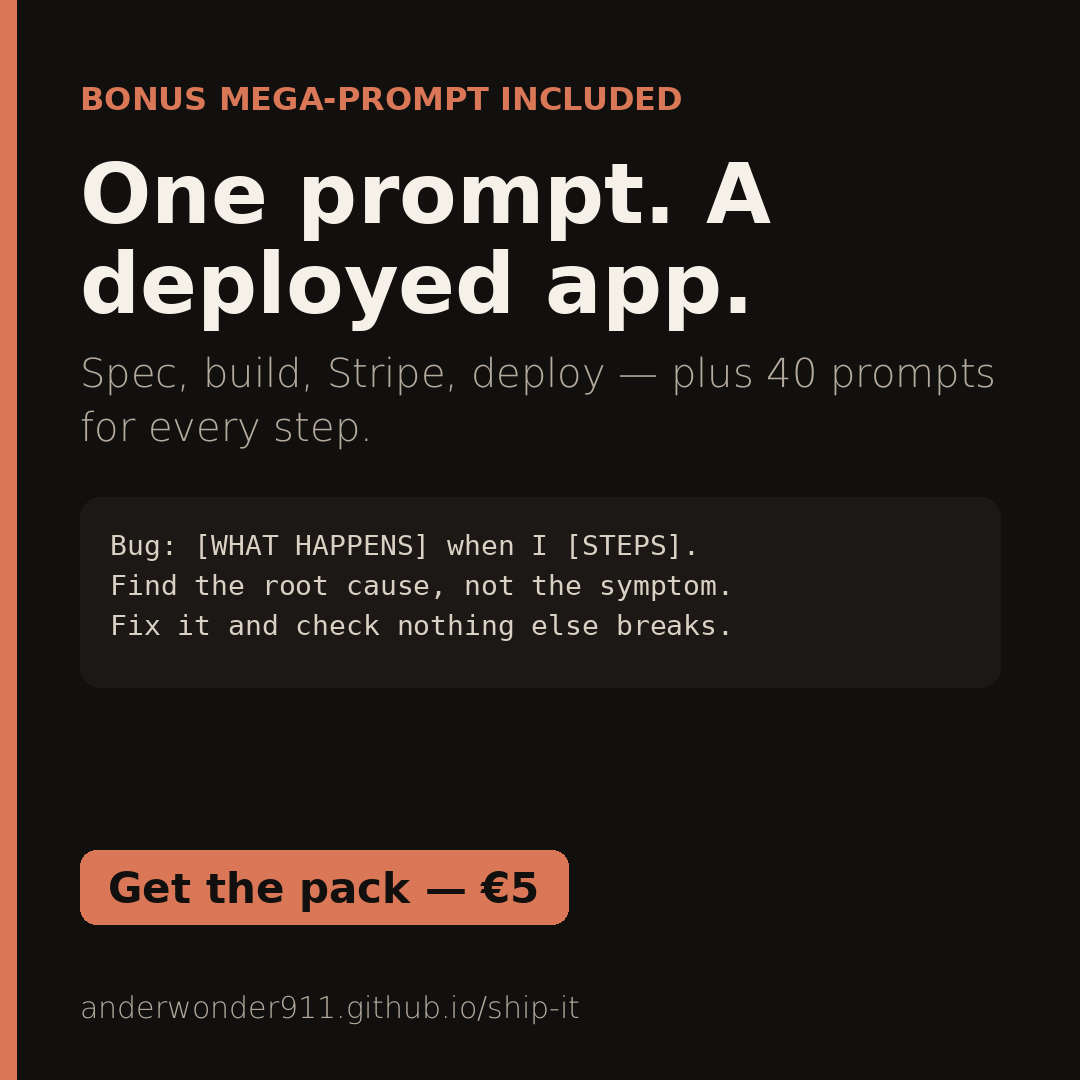 BONUS MEGA-PROMPT INCLUDED
One prompt. A
deployed app.
Spec, build, Stripe, deploy — plus 40 prompts
for every step.
Bug: [WHAT HAPPENS] when I [STEPS].
Find the root cause, not the symptom.
Fix it and check nothing else breaks.
Get the pack — €5
anderwonder911.github.io/ship-it